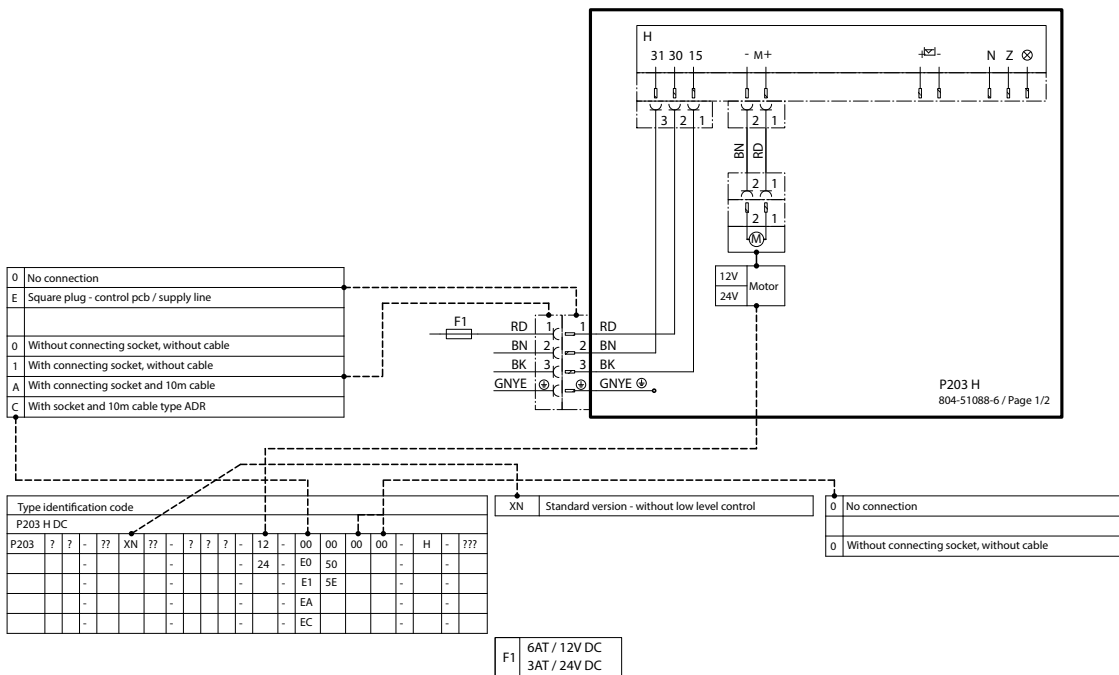 H
31 30 15 - M+ + - N Z
3 2 1 2 1
BN RD
2 1
2 1
M
12V Motor
24V
0 No connection
E Square plug - control pcb / supply line
0 Without connecting socket, without cable
1 With connecting socket, without cable
A With connecting socket and 10m cable
C With socket and 10m cable type ADR
F1 RD 1 1 RD
BN 2 2 BN
BK 3 3 BK
GNYE GNYE
P203 H
804-51088-6 / Page 1/2
Type identification code
P203 H DC
P203 ? ? - ?? XN ?? - ? ? ? - 12 - 00 00 00 00 - H - ???
- - - 24 - E0 50 - -
- - - - E1 5E - -
- - - - EA - -
- - - - EC - -
XN Standard version - without low level control
0 No connection
0 Without connecting socket, without cable
F1 6AT / 12V DC
3AT / 24V DC